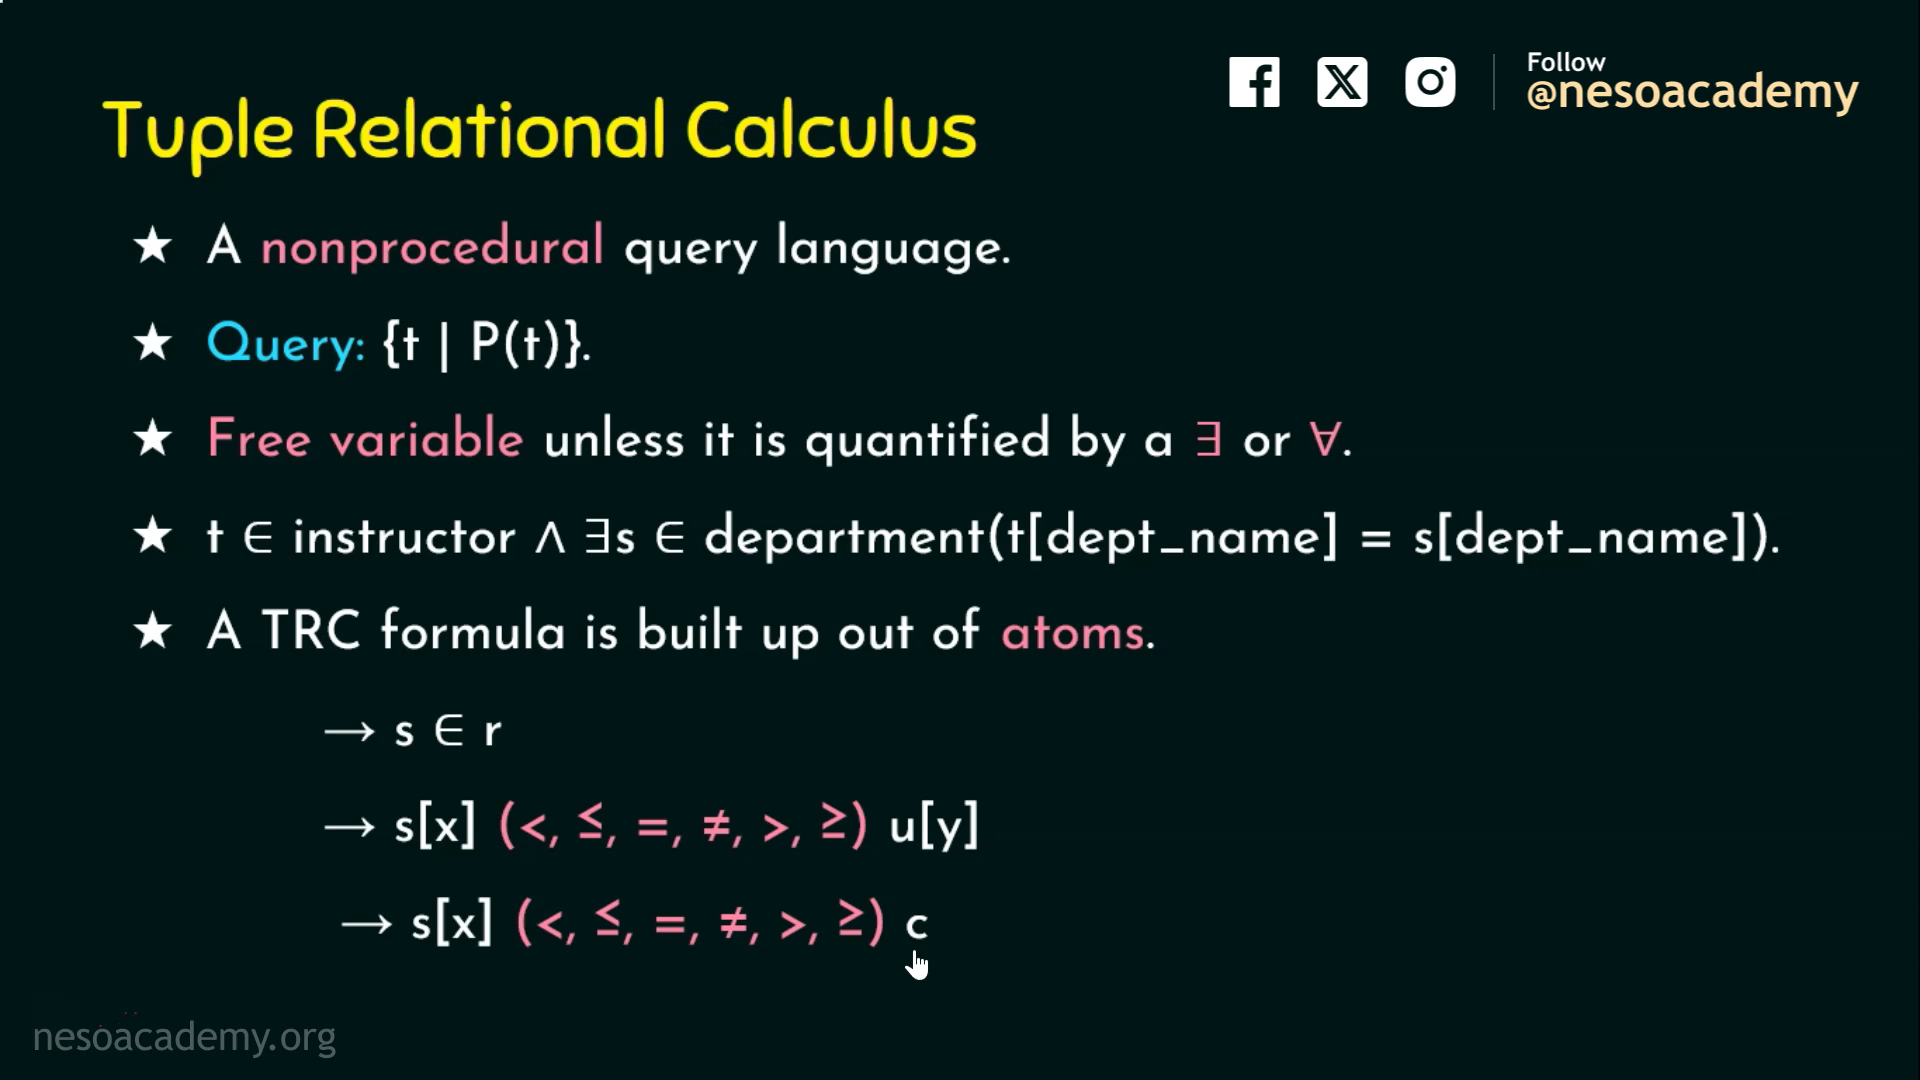 Follow
@nesoacademy
Tuple Relational Calculus
★ A nonprocedural query language.
★ Query: {t | P(t)}.
★ Free variable unless it is quantified by a ∃ or ∀.
★ t ∈ instructor ∧ ∃s ∈ department(t[dept_name] = s[dept_name]).
★ A TRC formula is built up out of atoms.
→ s ∈ r
→ s[x] (<, ≤, =, ≠, >, ≥) u[y]
→ s[x] (<, ≤, =, ≠, >, ≥) c
nesoacademy.org